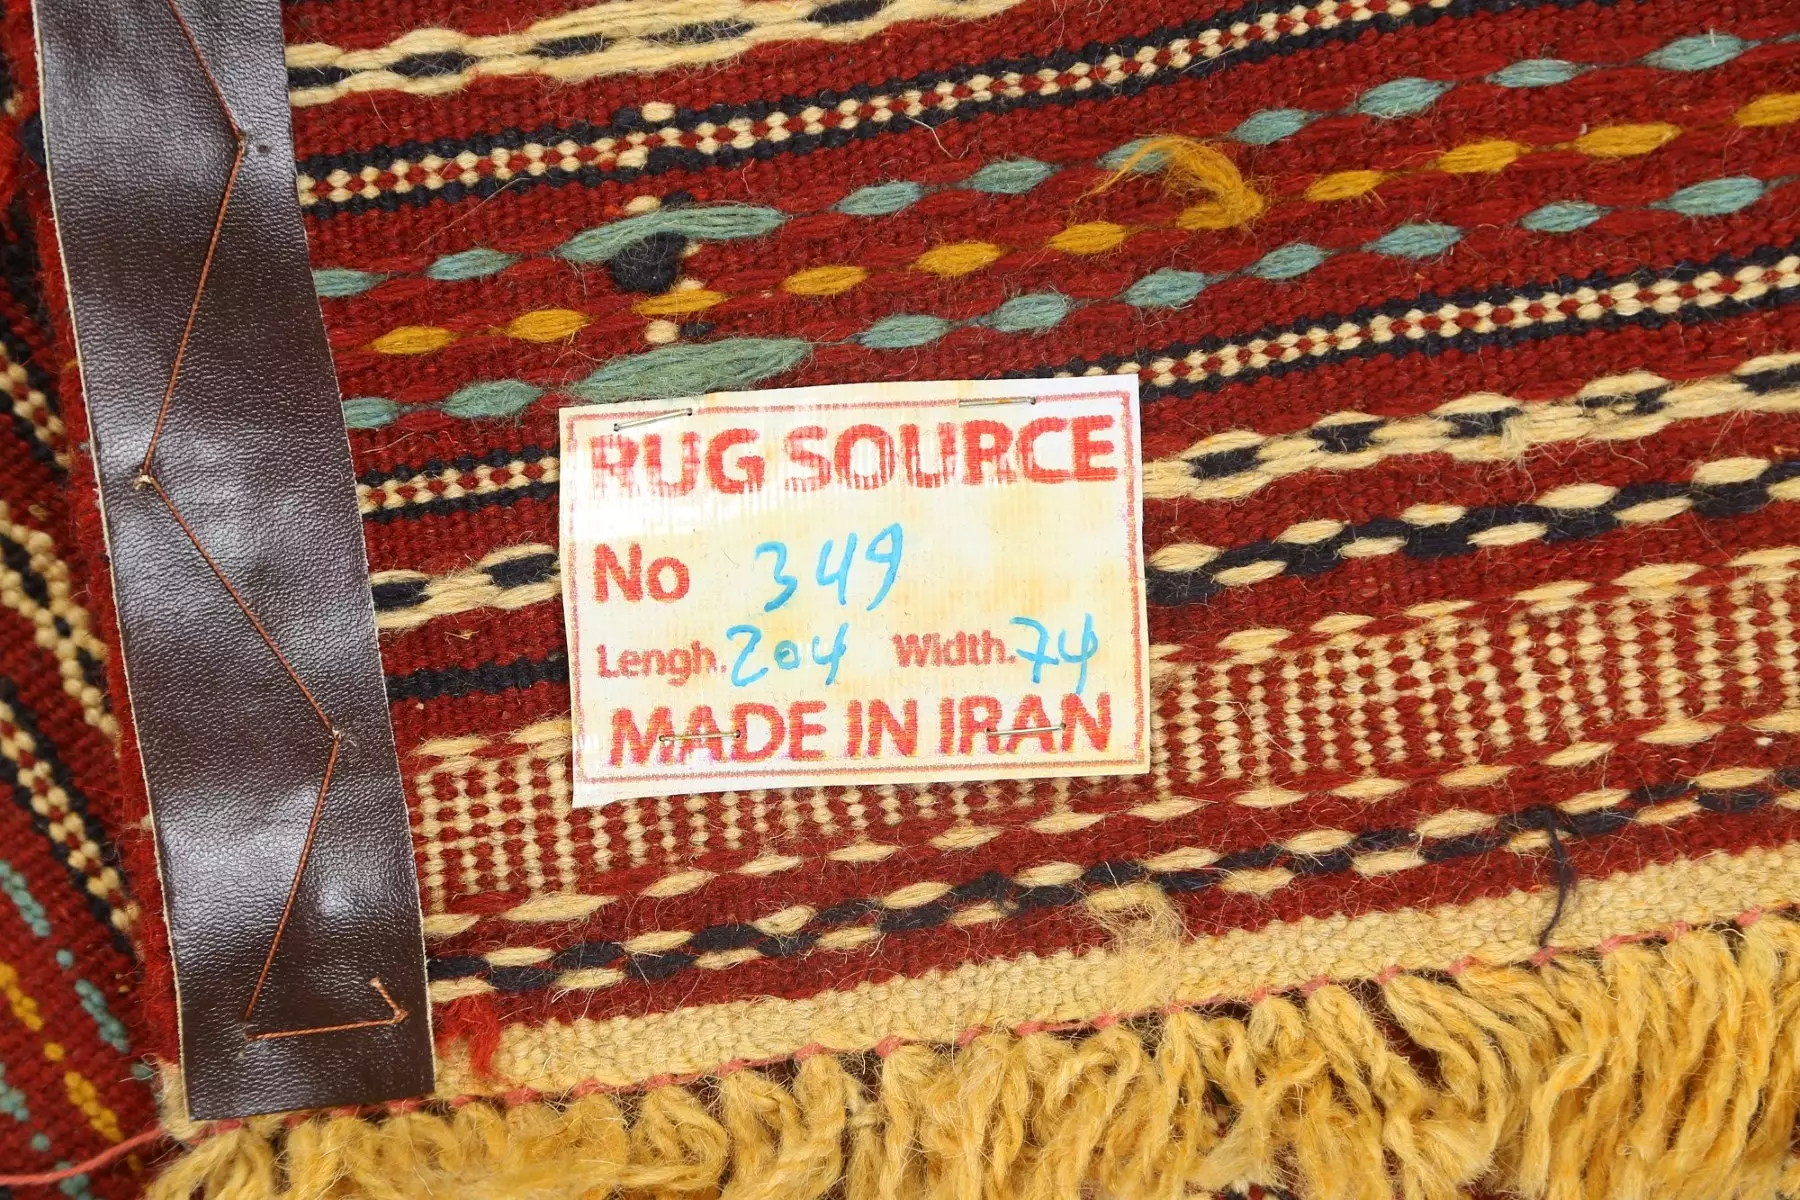 RUG SOURCE
No 349
Lengh. 204 Width. 74
MADE IN IRAN